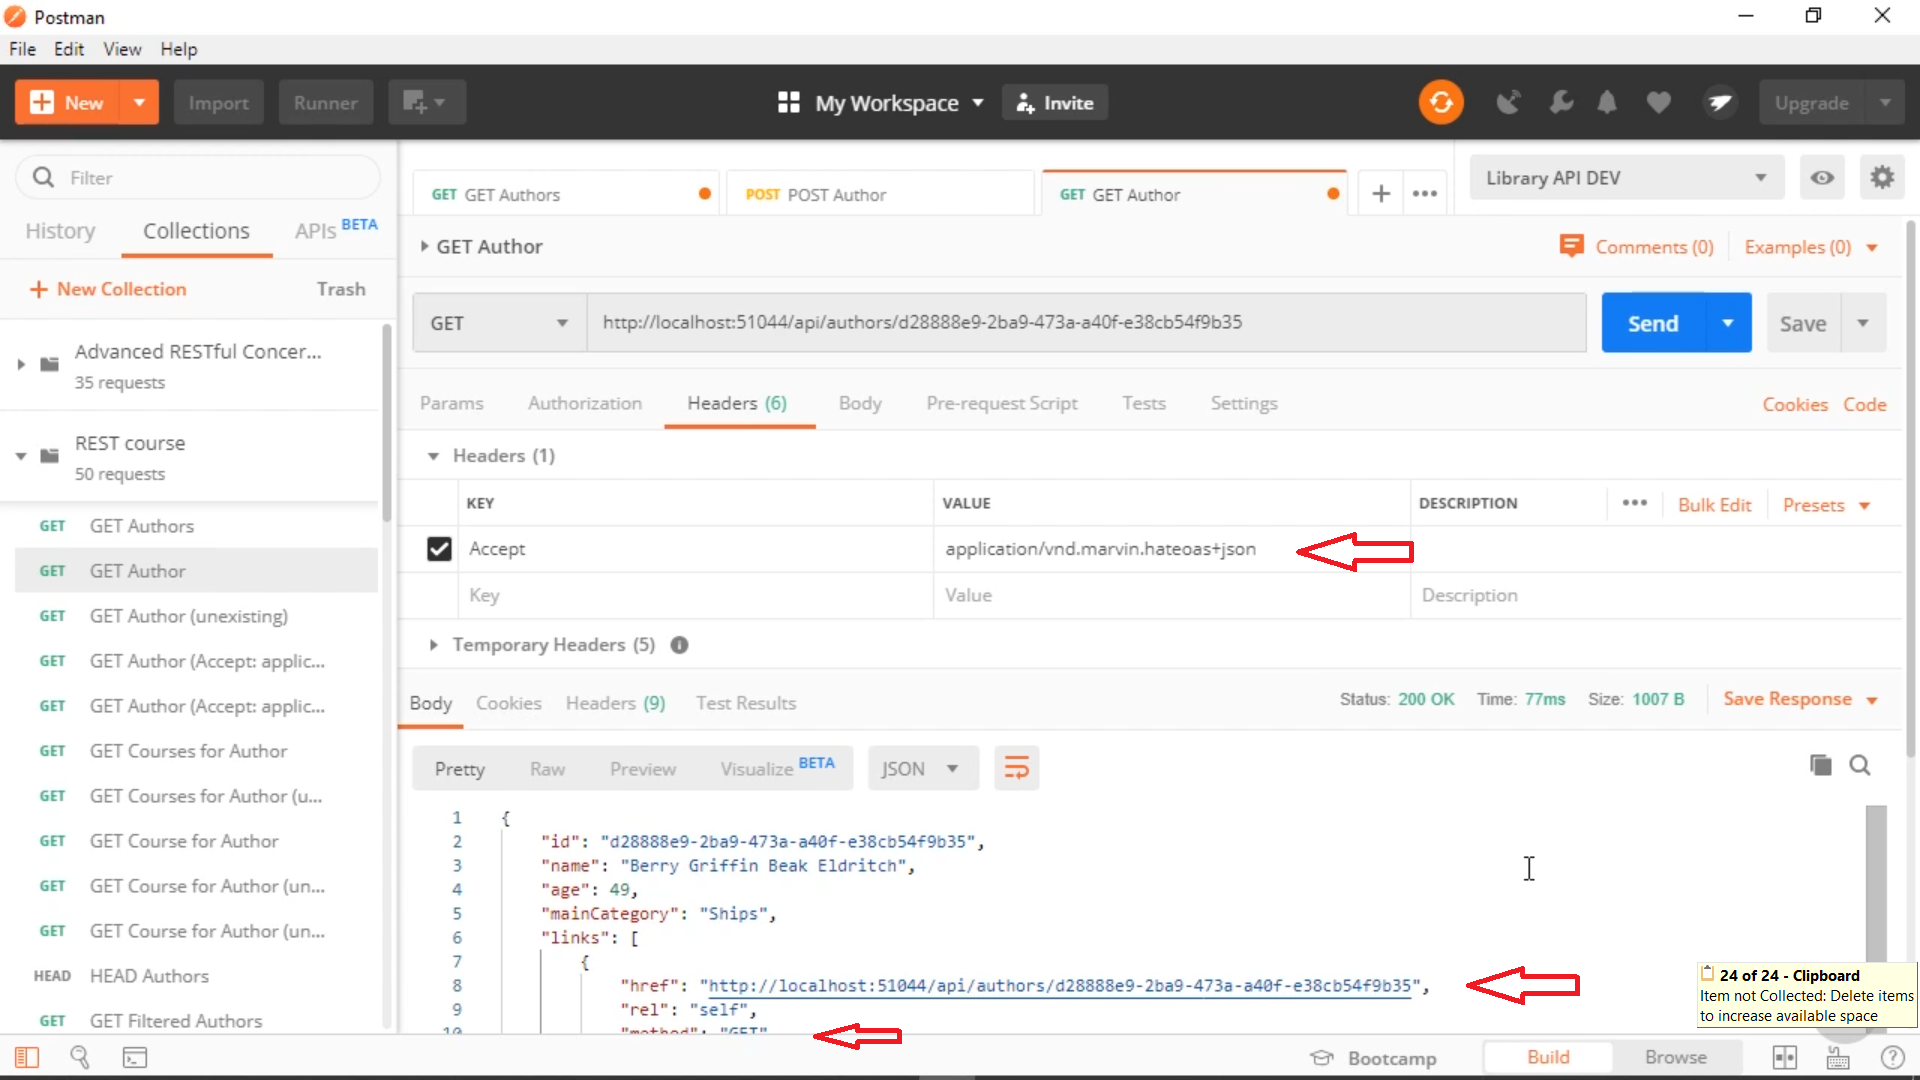 Postman
File Edit View Help
New Import Runner My Workspace Invite Upgrade
Filter
History Collections APIs BETA
New Collection Trash
Advanced RESTful Concer...
35 requests
REST course
50 requests
GET GET Authors
GET GET Author
GET GET Author (unexisting)
GET GET Author (Accept: applic...
GET GET Author (Accept: applic...
GET GET Courses for Author
GET GET Courses for Author (u...
GET GET Course for Author
GET GET Course for Author (un...
GET GET Course for Author (un...
HEAD HEAD Authors
GET GET Filtered Authors
GET GET Authors POST POST Author GET GET Author Library API DEV
GET Author Comments (0) Examples (0)
GET http://localhost:51044/api/authors/d28888e9-2ba9-473a-a40f-e38cb54f9b35 Send Save
Params Authorization Headers (6) Body Pre-request Script Tests Settings Cookies Code
Headers (1)
KEY VALUE DESCRIPTION Bulk Edit Presets
Accept application/vnd.marvin.hateoas+json
Key Value Description
Temporary Headers (5)
Body Cookies Headers (9) Test Results Status: 200 OK Time: 77ms Size: 1007 B Save Response
Pretty Raw Preview Visualize BETA JSON
1 {
2 "id": "d28888e9-2ba9-473a-a40f-e38cb54f9b35",
3 "name": "Berry Griffin Beak Eldritch",
4 "age": 49,
5 "mainCategory": "Ships",
6 "links": [
7 {
8 "href": "http://localhost:51044/api/authors/d28888e9-2ba9-473a-a40f-e38cb54f9b35",
9 "rel": "self",
10 "method": "GET"
24 of 24 - Clipboard
Item not Collected: Delete items
to increase available space
Bootcamp Build Browse